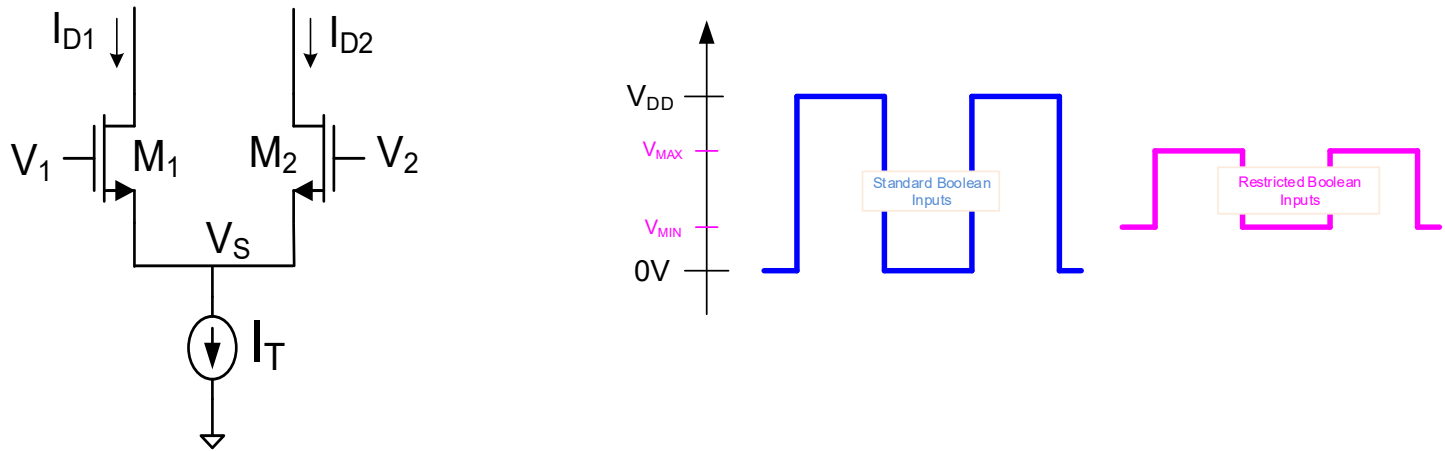 I_D1
I_D2
V_1
M_1
M_2
V_2
V_S
I_T
V_DD
V_MAX
V_MIN
0V
Standard Boolean
Inputs
Restricted Boolean
Inputs